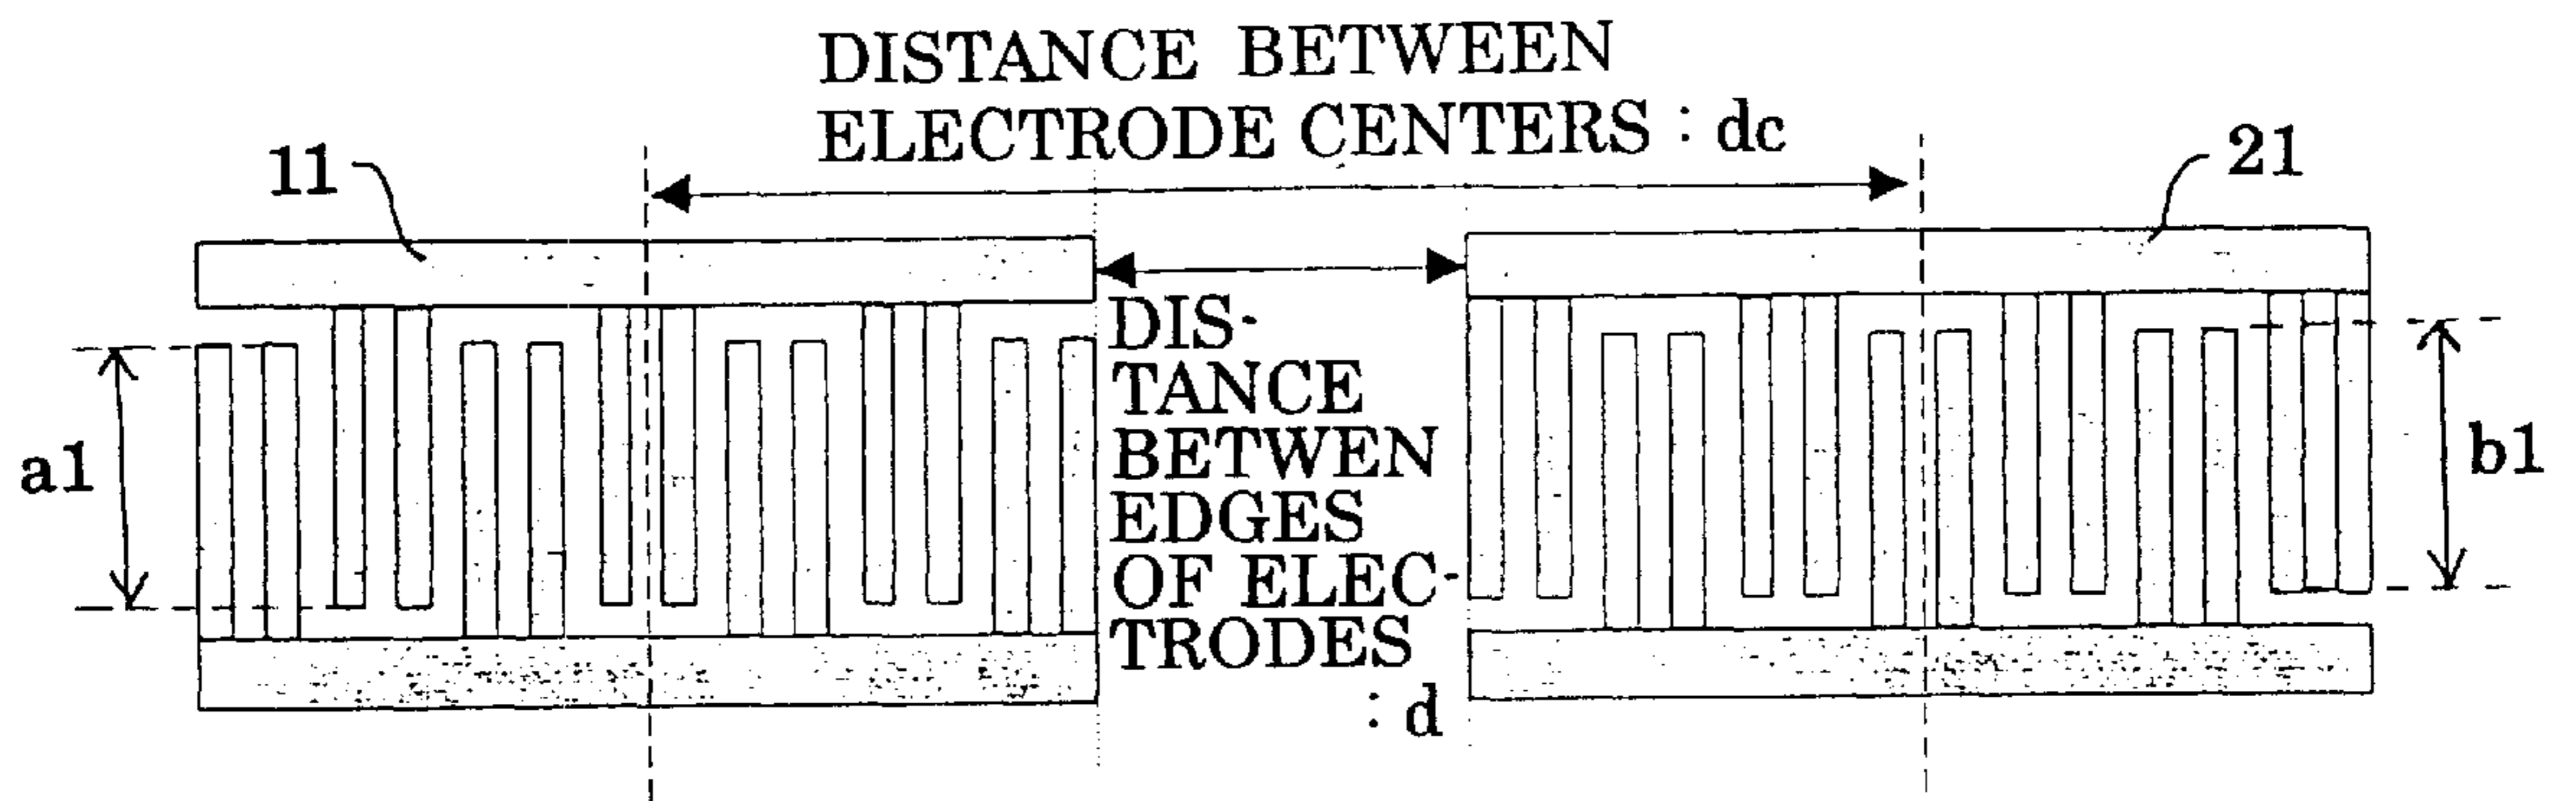 DISTANCE BETWEEN
ELECTRODE CENTERS : dc
11
21
DIS-
TANCE
BETWEN
EDGES
OF ELEC-
TRODES
: d
a1
b1